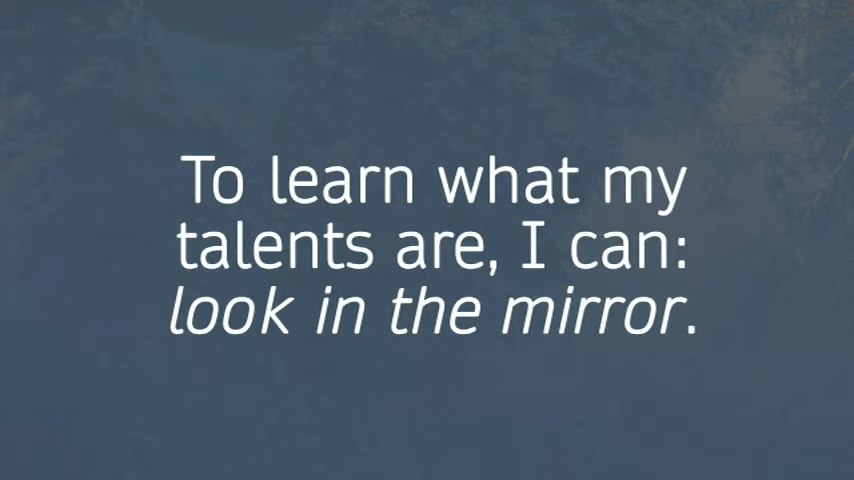 To learn what my
talents are, I can:
look in the mirror.